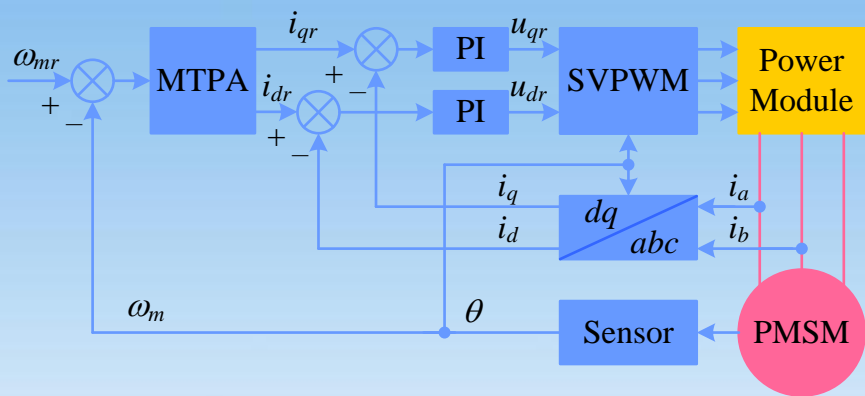 ω_mr
+
−
MTPA
i_qr
i_dr
+
−
+
−
PI
PI
u_qr
u_dr
SVPWM
Power
Module
i_q
i_d
dq
abc
i_a
i_b
ω_m
θ
Sensor
PMSM